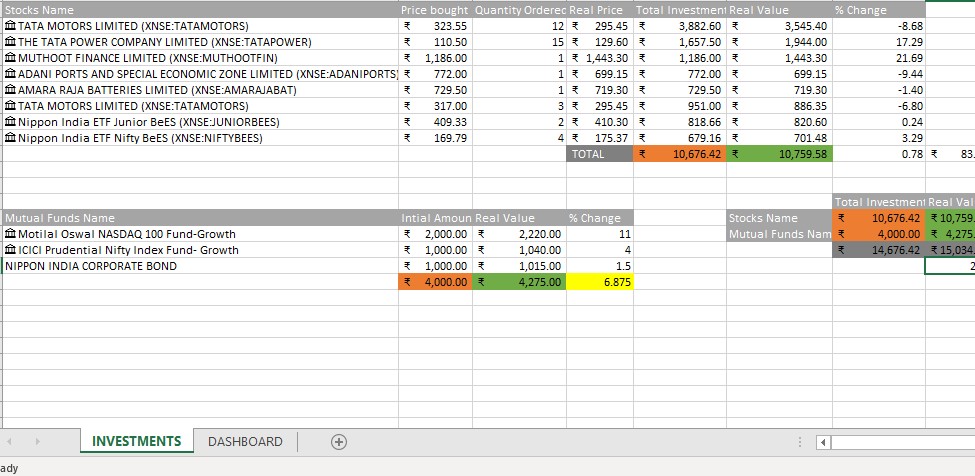 Stocks Name Price bought Quantity Orderec Real Price Total Investment Real Value % Change
TATA MOTORS LIMITED (XNSE:TATAMOTORS) ₹ 323.55 12 ₹ 295.45 ₹ 3,882.60 ₹ 3,545.40 -8.68
THE TATA POWER COMPANY LIMITED (XNSE:TATAPOWER) ₹ 110.50 15 ₹ 129.60 ₹ 1,657.50 ₹ 1,944.00 17.29
MUTHOOT FINANCE LIMITED (XNSE:MUTHOOTFIN) ₹ 1,186.00 1 ₹ 1,443.30 ₹ 1,186.00 ₹ 1,443.30 21.69
ADANI PORTS AND SPECIAL ECONOMIC ZONE LIMITED (XNSE:ADANIPORTS) ₹ 772.00 1 ₹ 699.15 ₹ 772.00 ₹ 699.15 -9.44
AMARA RAJA BATTERIES LIMITED (XNSE:AMARAJABAT) ₹ 729.50 1 ₹ 719.30 ₹ 729.50 ₹ 719.30 -1.40
TATA MOTORS LIMITED (XNSE:TATAMOTORS) ₹ 317.00 3 ₹ 295.45 ₹ 951.00 ₹ 886.35 -6.80
Nippon India ETF Junior BeES (XNSE:JUNIORBEES) ₹ 409.33 2 ₹ 410.30 ₹ 818.66 ₹ 820.60 0.24
Nippon India ETF Nifty BeES (XNSE:NIFTYBEES) ₹ 169.79 4 ₹ 175.37 ₹ 679.16 ₹ 701.48 3.29
TOTAL ₹ 10,676.42 ₹ 10,759.58 0.78 ₹ 83.
Total Investment Real Val
Mutual Funds Name Intial Amoun Real Value % Change Stocks Name ₹ 10,676.42 ₹ 10,759.
Motilal Oswal NASDAQ 100 Fund-Growth ₹ 2,000.00 ₹ 2,220.00 11 Mutual Funds Nam ₹ 4,000.00 ₹ 4,275.
ICICI Prudential Nifty Index Fund- Growth ₹ 1,000.00 ₹ 1,040.00 4 ₹ 14,676.42 ₹ 15,034.
NIPPON INDIA CORPORATE BOND ₹ 1,000.00 ₹ 1,015.00 1.5 2
₹ 4,000.00 ₹ 4,275.00 6.875
INVESTMENTS DASHBOARD
ady